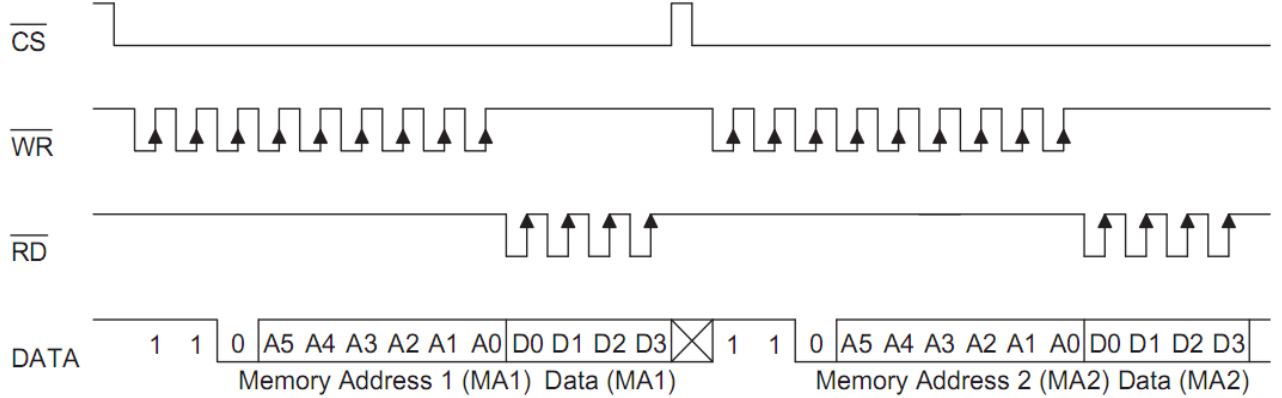 CS
WR
RD
DATA 1 1 0 A5 A4 A3 A2 A1 A0 D0 D1 D2 D3 1 1 0 A5 A4 A3 A2 A1 A0 D0 D1 D2 D3
Memory Address 1 (MA1) Data (MA1) Memory Address 2 (MA2) Data (MA2)